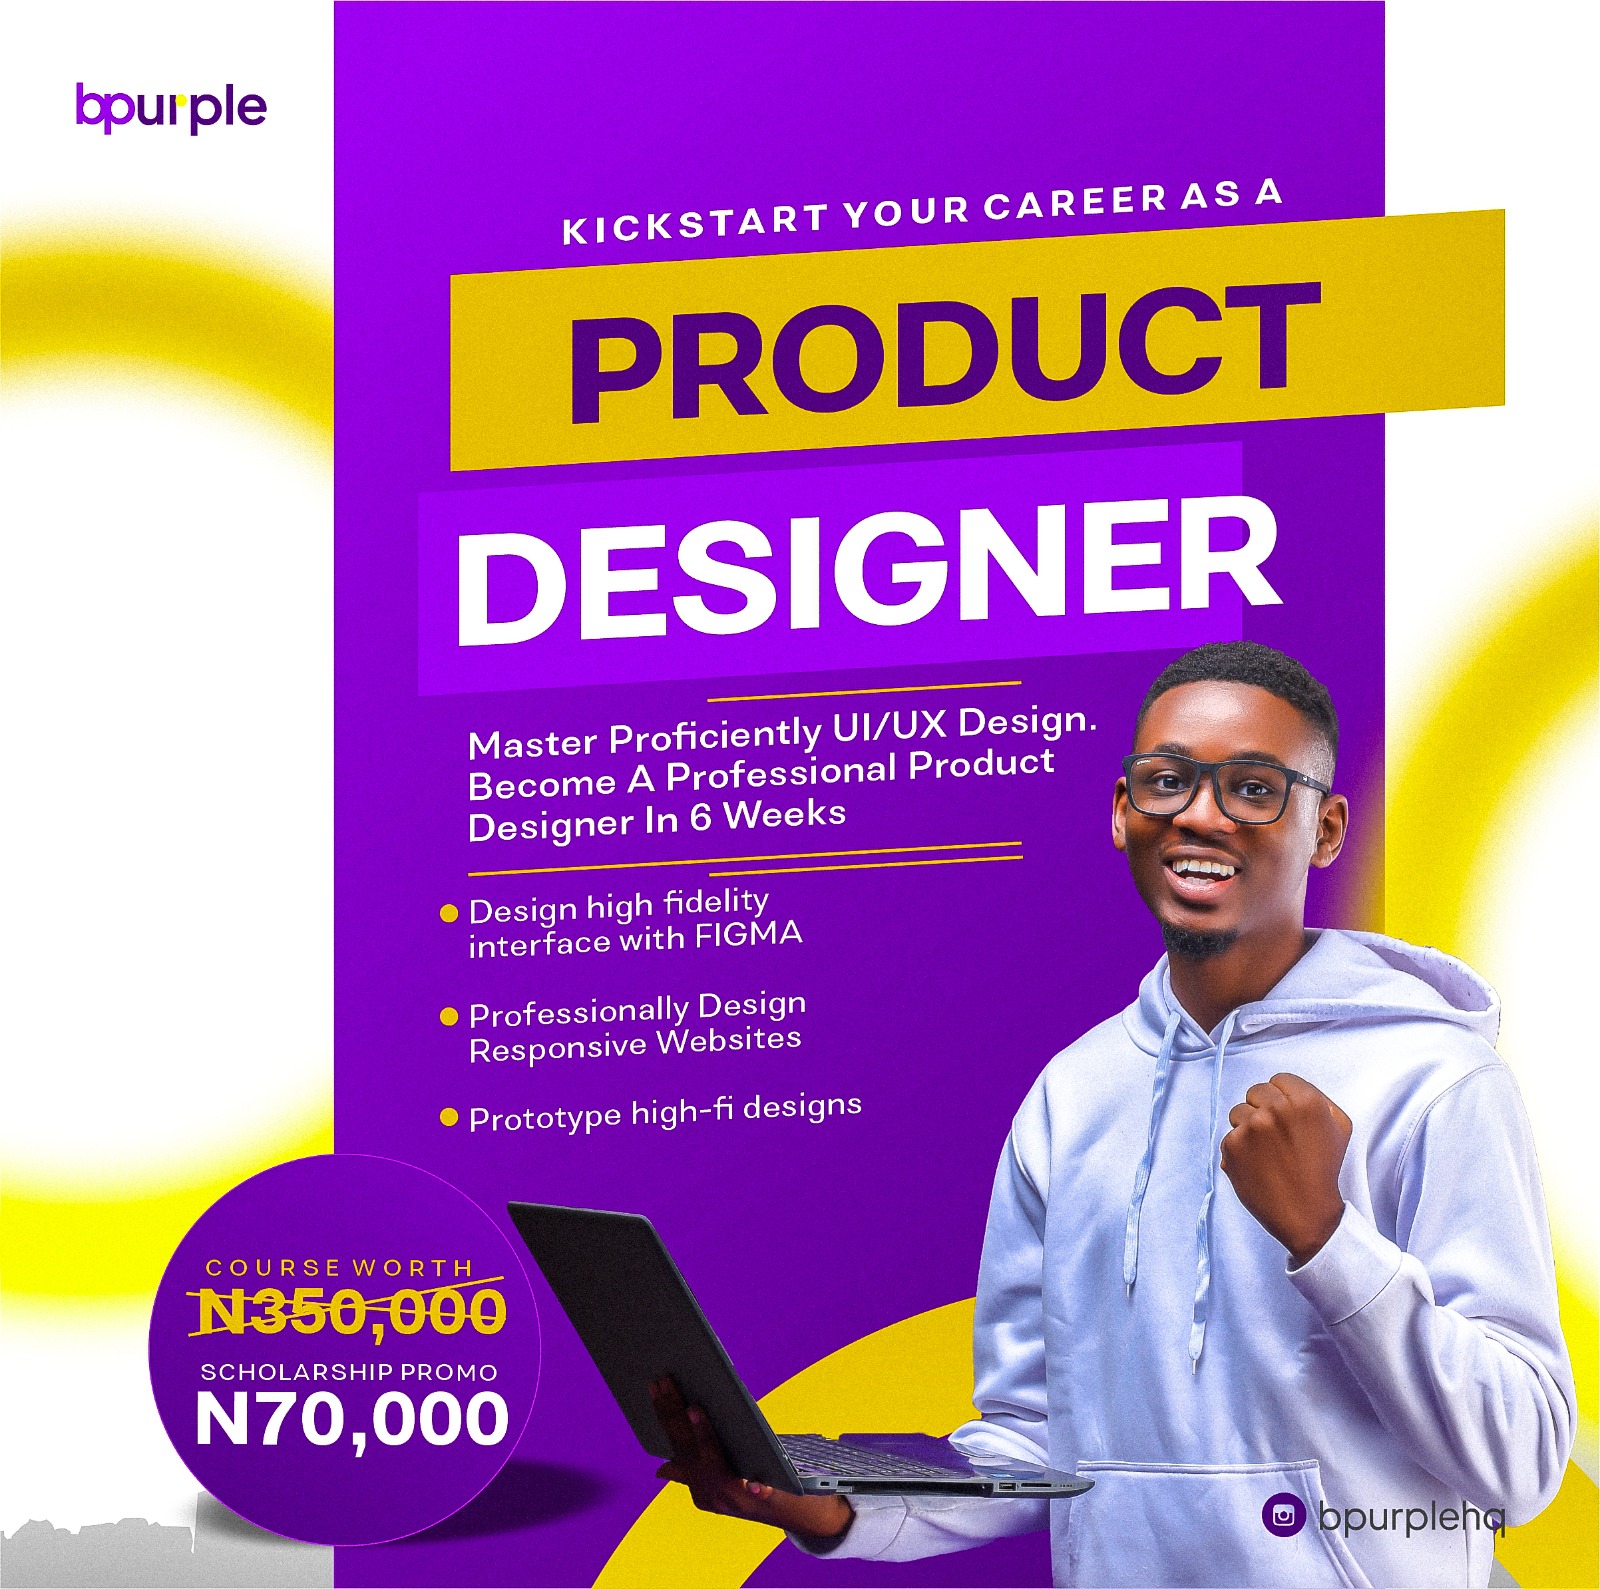 bpurple
KICKSTART YOUR CAREER AS A
PRODUCT
DESIGNER
Master Proficiently UI/UX Design.
Become A Professional Product
Designer In 6 Weeks
Design high fidelity
interface with FIGMA
Professionally Design
Responsive Websites
Prototype high-fi designs
COURSE WORTH
N350,000
SCHOLARSHIP PROMO
N70,000
bpurplehq